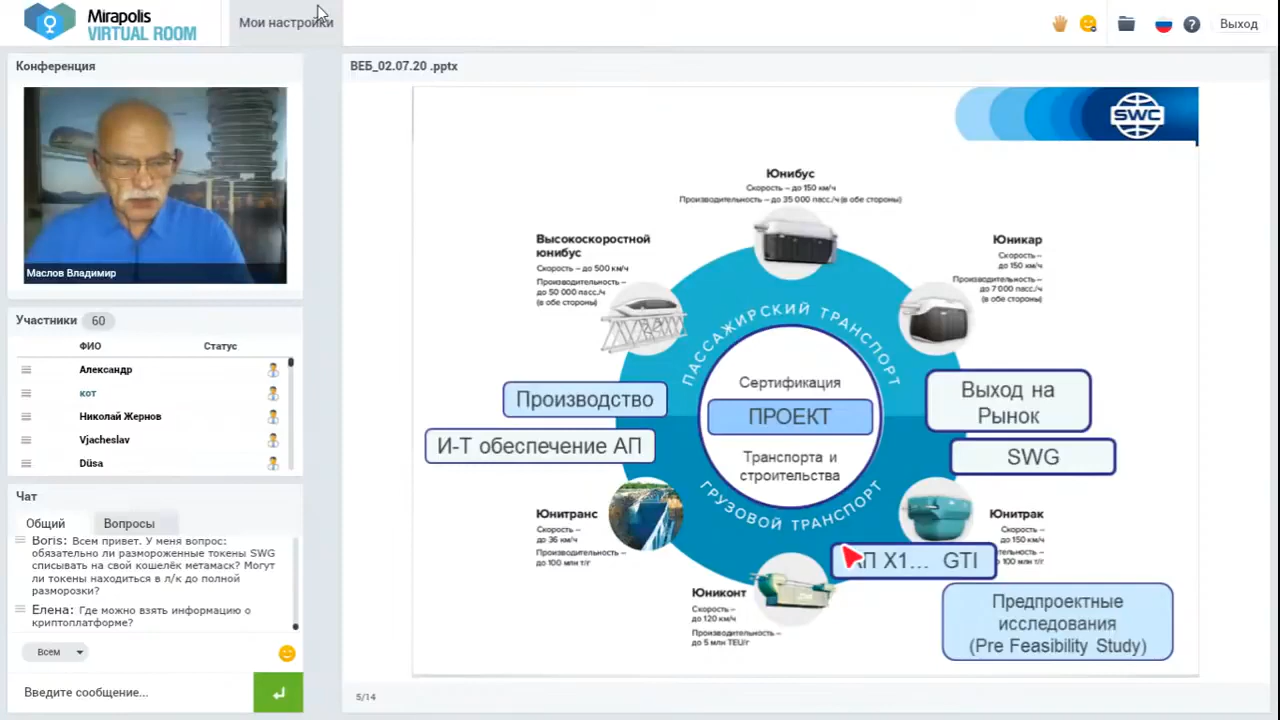 Mirapolis
VIRTUAL ROOM
Мои настройки
?
Выход
Конференция
Маслов Владимир
Участники 60
ФИО Статус
Александр
кот
Николай Жернов
Vjacheslav
Düsa
Чат
Общий Вопросы
Boris: Всем привет. У меня вопрос:
обязательно ли размороженные токены SWG
списывать на свой кошелёк метамаск? Могут
ли токены находиться в л/к до полной
разморозки?
Елена: Где можно взять информацию о
криптоплатформе?
Всем
Введите сообщение...
ВЕБ_02.07.20 .pptx
SWC
Юнибус
Скорость – до 150 км/ч
Производительность – до 35 000 пасс./ч (в обе стороны)
Высокоскоростной
юнибус
Скорость – до 500 км/ч
Производительность –
до 50 000 пасс./ч
(в обе стороны)
Юникар
Скорость –
до 150 км/ч
Производительность –
до 7 000 пасс./ч
(в обе стороны)
ПАССАЖИРСКИЙ ТРАНСПОРТ
Сертификация
ПРОЕКТ
Транспорта и
строительства
ГРУЗОВОЙ ТРАНСПОРТ
Производство
И-Т обеспечение АП
Выход на
Рынок
SWG
Юнитранс
Скорость –
до 36 км/ч
Производительность –
до 100 млн т/г
Юнитрак
Скорость –
до 150 км/ч
до 100 млн т/г
П X1... GTI
Юниконт
Скорость –
до 120 км/ч
Производительность –
до 5 млн TEU/г
Предпроектные
исследования
(Pre Feasibility Study)
5/14